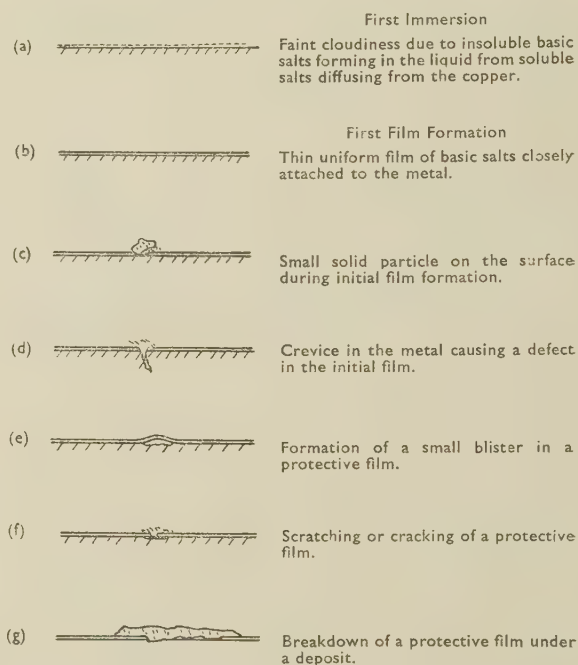 First Immersion
(a)
Faint cloudiness due to insoluble basic
salts forming in the liquid from soluble
salts diffusing from the copper.
First Film Formation
(b)
Thin uniform film of basic salts closely
attached to the metal.
(c)
Small solid particle on the surface
during initial film formation.
(d)
Crevice in the metal causing a defect
in the initial film.
(e)
Formation of a small blister in a
protective film.
(f)
Scratching or cracking of a protective
film.
(g)
Breakdown of a protective film under
a deposit.